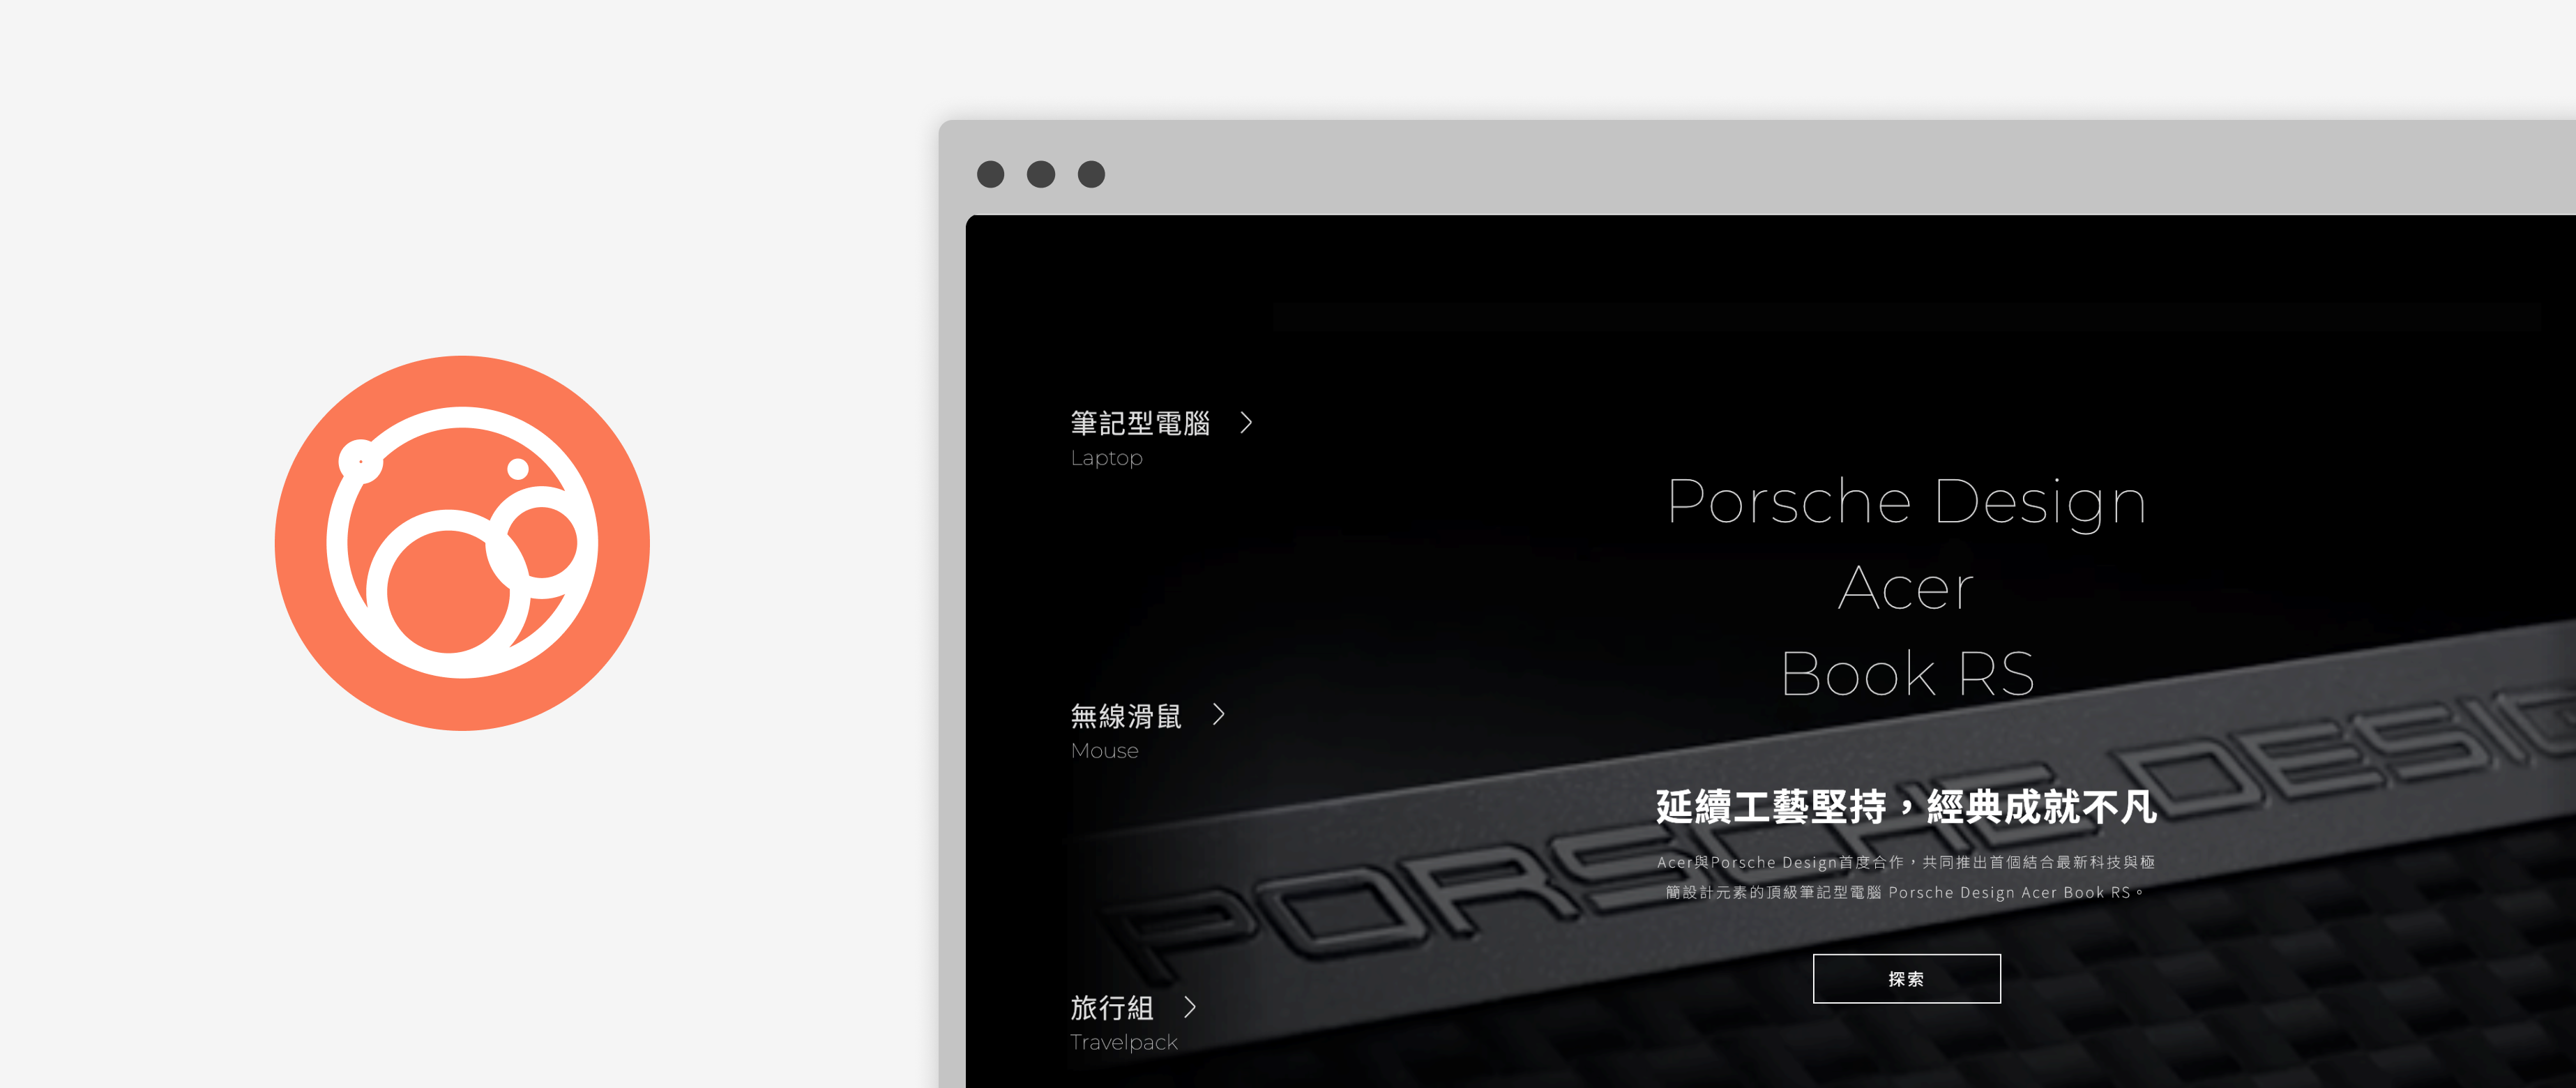 筆記型電腦
Laptop
無線滑鼠
Mouse
旅行組
Travelpack
Porsche Design
Acer
Book RS
延續工藝堅持，經典成就不凡
Acer與Porsche Design首度合作，共同推出首個結合最新科技與極
簡設計元素的頂級筆記型電腦 Porsche Design Acer Book RS。
探索
PORSCHE DESIG